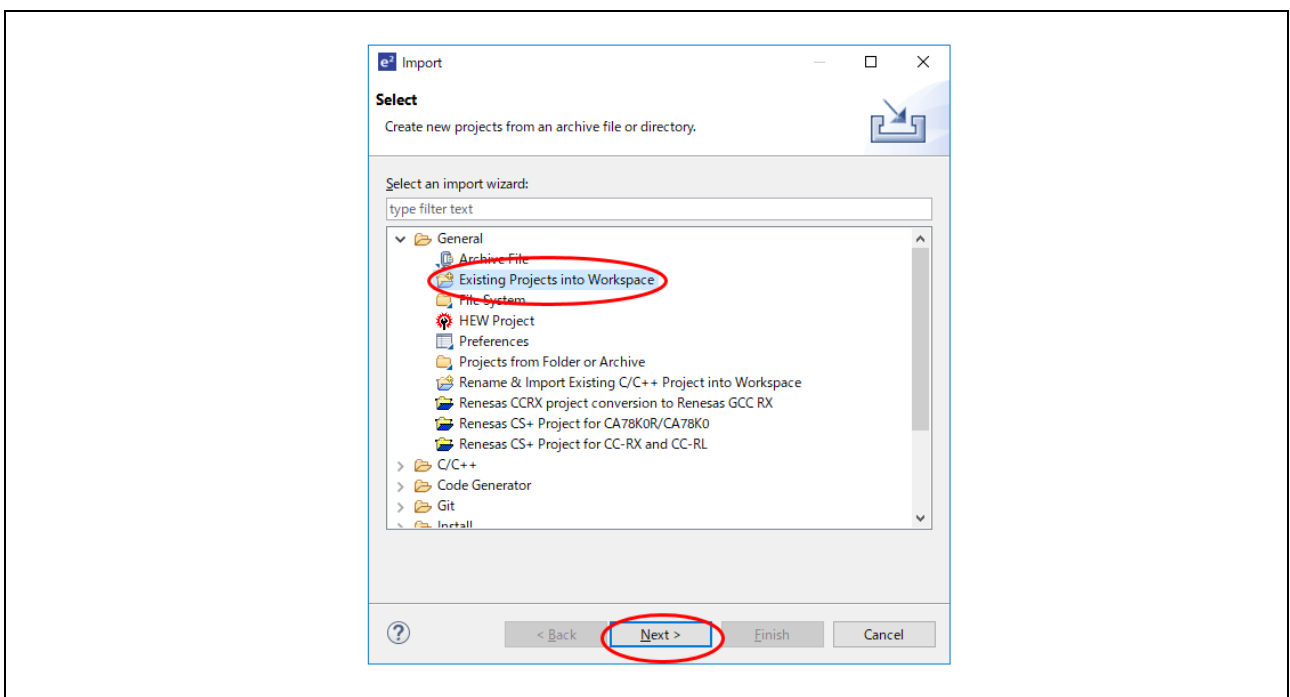 e² Import
Select
Create new projects from an archive file or directory.
Select an import wizard:
type filter text
General
Archive File
Existing Projects into Workspace
File System
HEW Project
Preferences
Projects from Folder or Archive
Rename & Import Existing C/C++ Project into Workspace
Renesas CCRX project conversion to Renesas GCC RX
Renesas CS+ Project for CA78K0R/CA78K0
Renesas CS+ Project for CC-RX and CC-RL
C/C++
Code Generator
Git
Install
? < Back Next > Finish Cancel